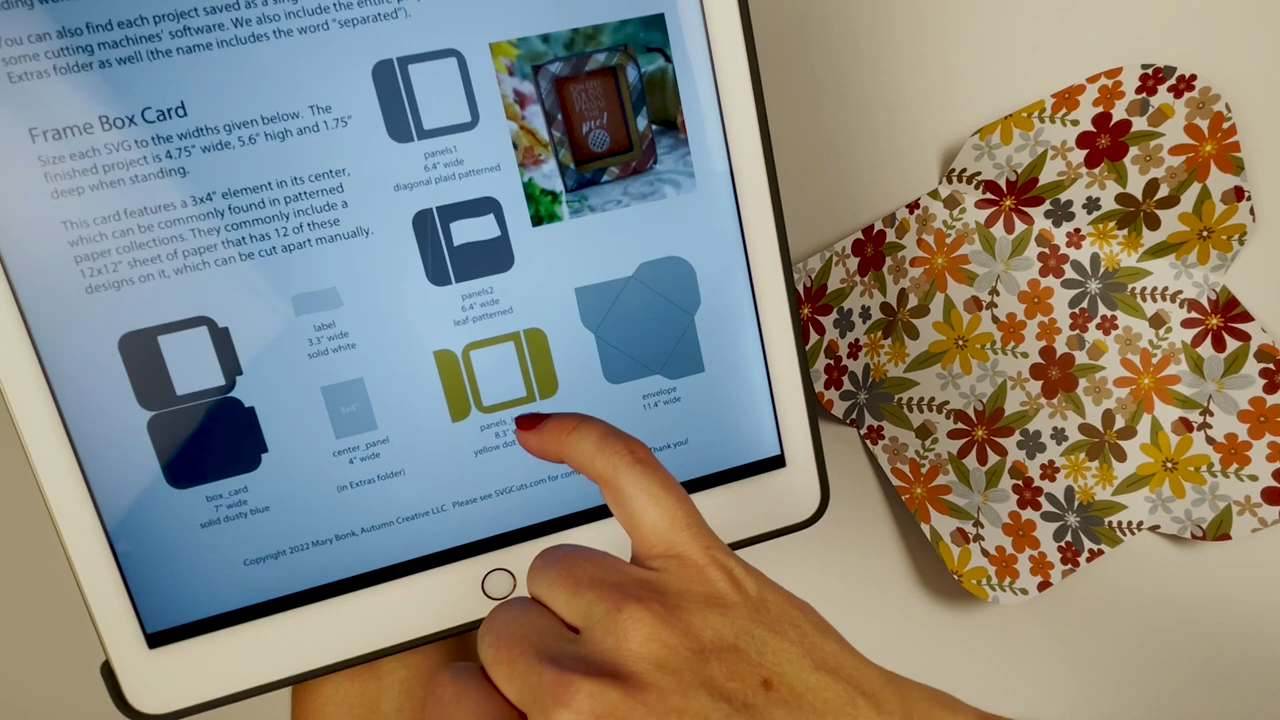 You can also find each project saved as a
some cutting machines' software. We also include the entire
Extras folder as well (the name includes the word "separated").
Frame Box Card
Size each SVG to the widths given below. The
finished project is 4.75" wide, 5.6" high and 1.75"
deep when standing.
This card features a 3x4" element in its center,
which can be commonly found in patterned
paper collections. They commonly include a
12x12" sheet of paper that has 12 of these
designs on it, which can be cut apart manually.
panels1
6.4" wide
diagonal plaid patterned
PASS
the
pie!
panels2
6.4" wide
leaf-patterned
label
3.3" wide
solid white
3x4"
center_panel
4" wide
(in Extras folder)
panels_
8.3"
yellow
envelope
11.4" wide
box_card
7" wide
solid dusty blue
Copyright 2022 Mary Bonk, Autumn Creative LLC. Please see SVGCuts.com for Thank you!